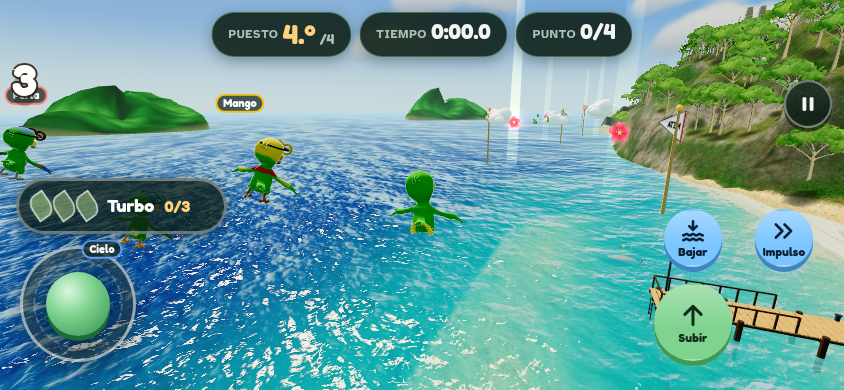 PUESTO 4.º /4
TIEMPO 0:00.0
PUNTO 0/4
3
Mango
Turbo 0/3
Cielo
Bajar
Impulso
Subir